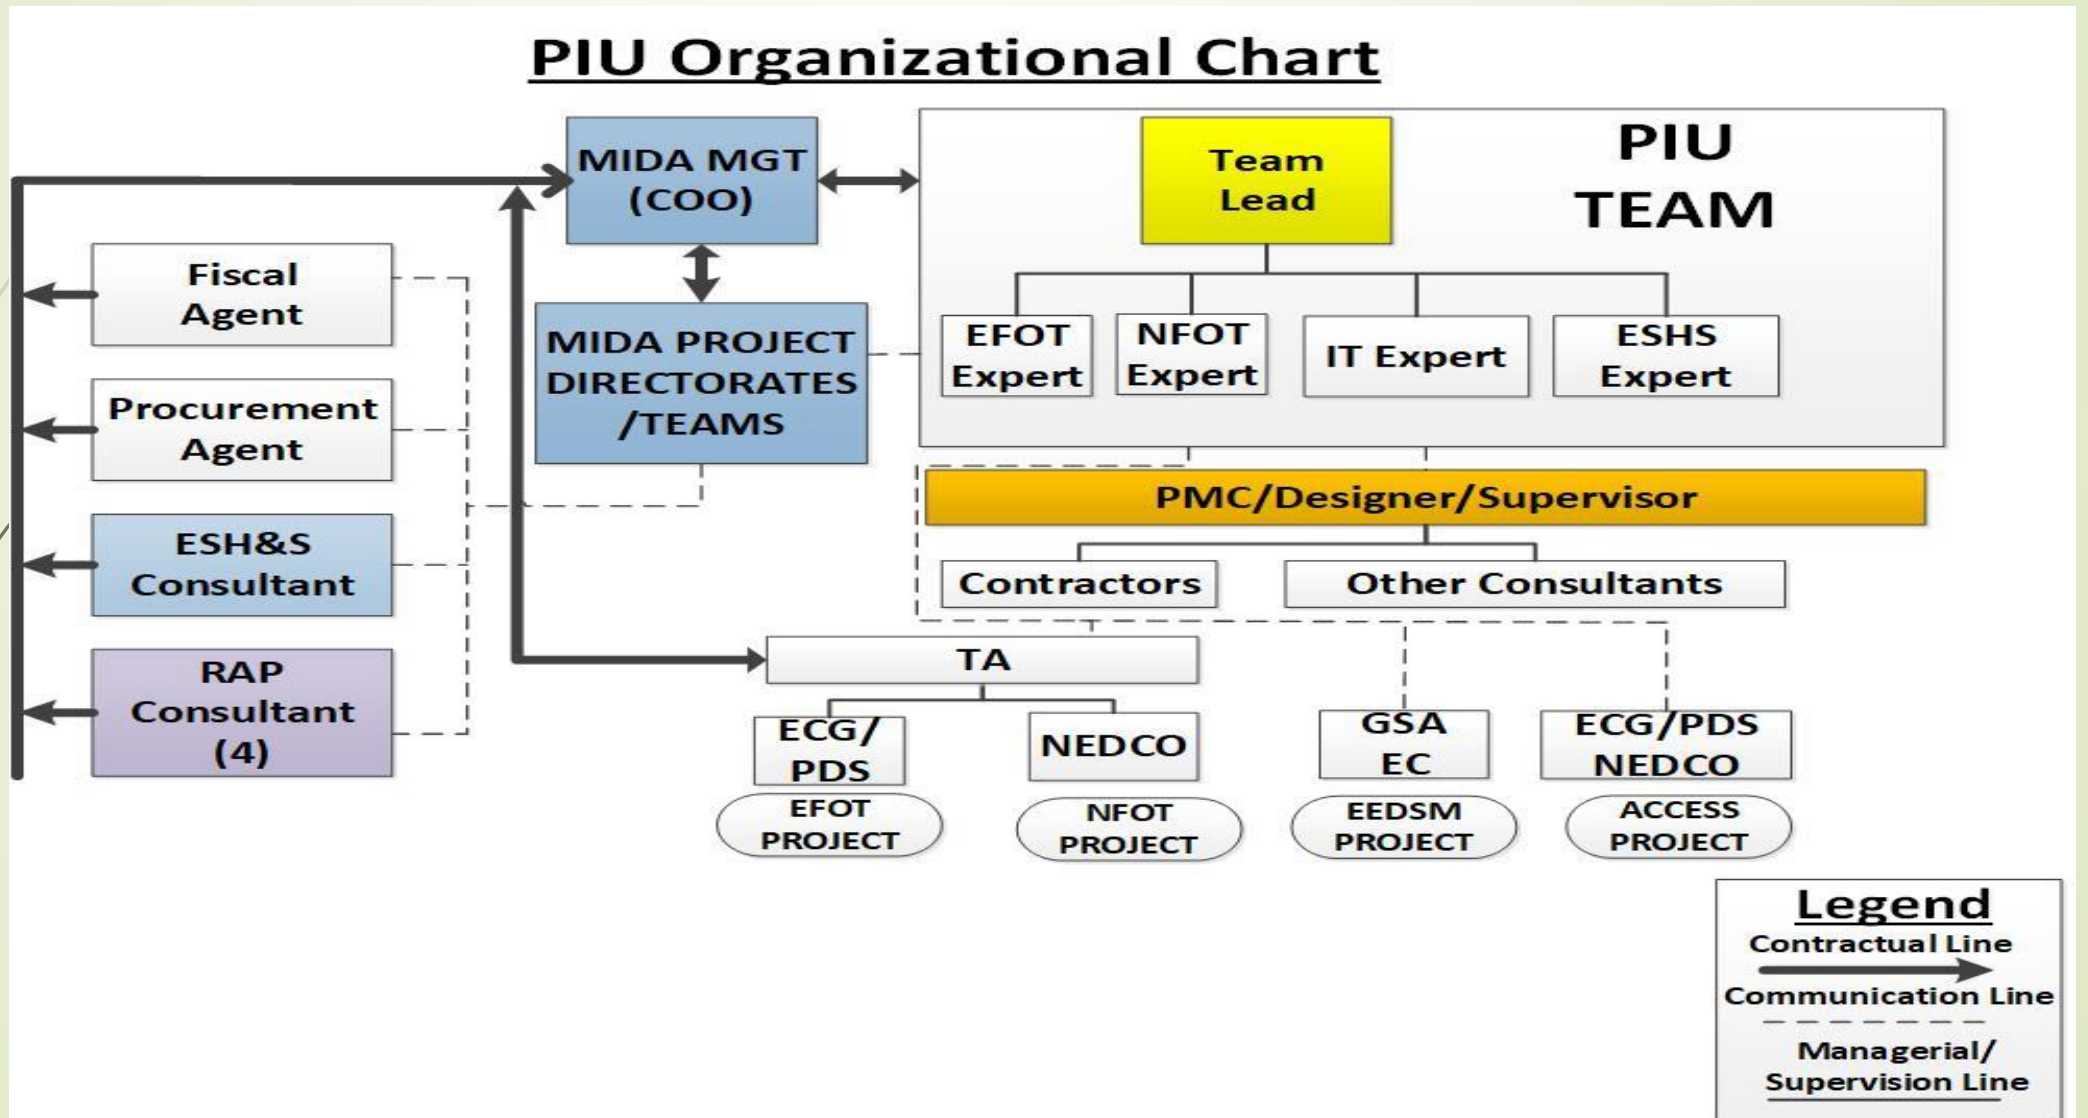 PIU Organizational Chart
MIDA MGT
(COO)
Team
Lead
PIU
TEAM
Fiscal
Agent
MIDA PROJECT
DIRECTORATES
/TEAMS
EFOT
Expert
NFOT
Expert
IT Expert
ESHS
Expert
Procurement
Agent
PMC/Designer/Supervisor
ESH&S
Consultant
Contractors
Other Consultants
RAP
Consultant
(4)
TA
ECG/
PDS
NEDCO
GSA
EC
ECG/PDS
NEDCO
EFOT
PROJECT
NFOT
PROJECT
EEDSM
PROJECT
ACCESS
PROJECT
Legend
Contractual Line
Communication Line
Managerial/
Supervision Line